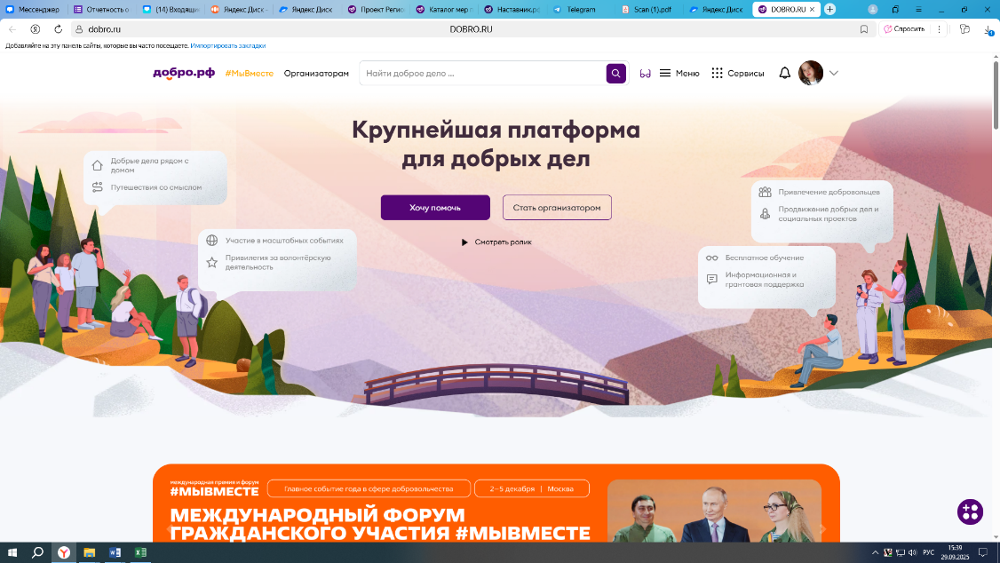 Мессенджер
Отчетность о
(14) Входящие
Яндекс Диск –
Яндекс Диск
Проект Регио
Каталог мер п
Наставник.рф
Telegram
Scan (1).pdf
Яндекс Диск
DOBRO.RU
dobro.ru
DOBRO.RU
Спросить
Добавляйте на эту панель сайты, которые вы часто посещаете. Импортировать закладки
добро.рф
#МыВместе
Организаторам
Найти доброе дело ...
Меню
Сервисы
Крупнейшая платформа
для добрых дел
Хочу помочь
Стать организатором
Смотреть ролик
Добрые дела рядом с
домом
Путешествия со смыслом
Участие в масштабных событиях
Привилегия за волонтёрскую
деятельность
Привлечение добровольцев
Продвижение добрых дел и
социальных проектов
Бесплатное обучение
Информационная и
грантовая поддержка
международная премия и форум
#МЫВМЕСТЕ
Главное событие года в сфере добровольчества
2–5 декабря | Москва
МЕЖДУНАРОДНЫЙ ФОРУМ
ГРАЖДАНСКОГО УЧАСТИЯ #МЫВМЕСТЕ
РУС
15:39
29.09.2025